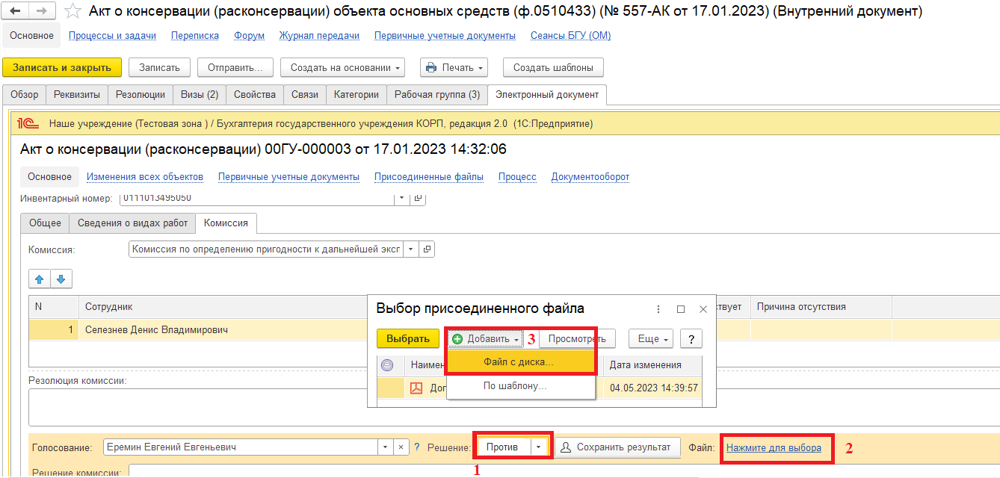 Акт о консервации (расконсервации) объекта основных средств (ф.0510433) (№ 557-АК от 17.01.2023) (Внутренний документ)
Основное Процессы и задачи Переписка Форум Журнал передачи Первичные учетные документы Сеансы БГУ (ОМ)
Записать и закрыть Записать Отправить... Создать на основании Печать Создать шаблоны
Обзор Реквизиты Резолюции Визы (2) Свойства Связи Категории Рабочая группа (3) Электронный документ
1С Наше учреждение (Тестовая зона ) / Бухгалтерия государственного учреждения КОРП, редакция 2.0 (1С:Предприятие)
Акт о консервации (расконсервации) 00ГУ-000003 от 17.01.2023 14:32:06
Основное Изменения всех объектов Первичные учетные документы Присоединенные файлы Процесс Документооборот
Инвентарный номер: 0111013495050
Общее Сведения о видах работ Комиссия
Комиссия: Комиссия по определению пригодности к дальнейшей эксп
N Сотрудник ствует Причина отсутствия
1 Селезнев Денис Владимирович
Выбор присоединенного файла
Выбрать Добавить 3 Просмотреть Еще ?
Наимен Дата изменения
Файл с диска...
Дог 04.05.2023 14:39:57
По шаблону...
Резолюция комиссии:
Голосование: Еремин Евгений Евгеньевич × ? Решение: Против Сохранить результат Файл: Нажмите для выбора 2
1
Решение комиссии: